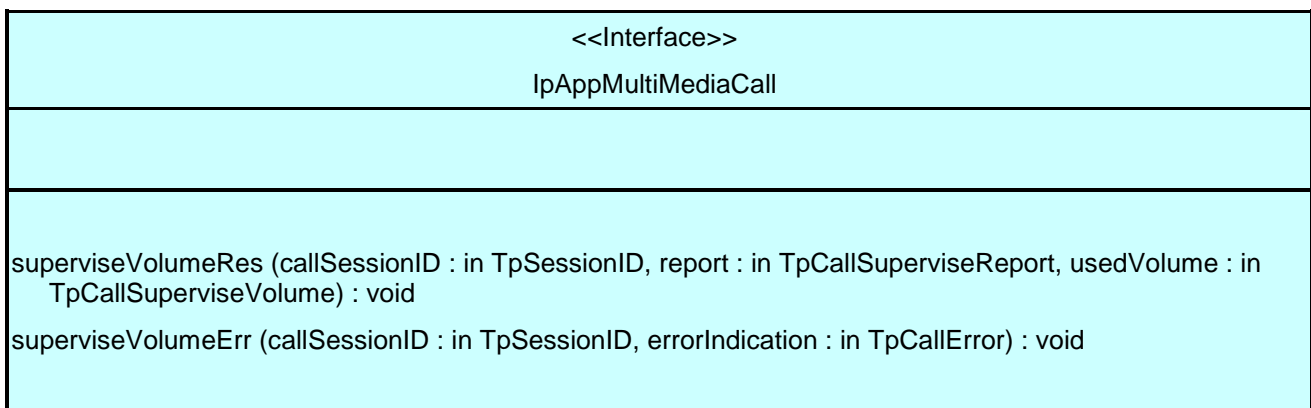 <<Interface>>
IpAppMultiMediaCall
superviseVolumeRes (callSessionID : in TpSessionID, report : in TpCallSuperviseReport, usedVolume : in
TpCallSuperviseVolume) : void
superviseVolumeErr (callSessionID : in TpSessionID, errorIndication : in TpCallError) : void